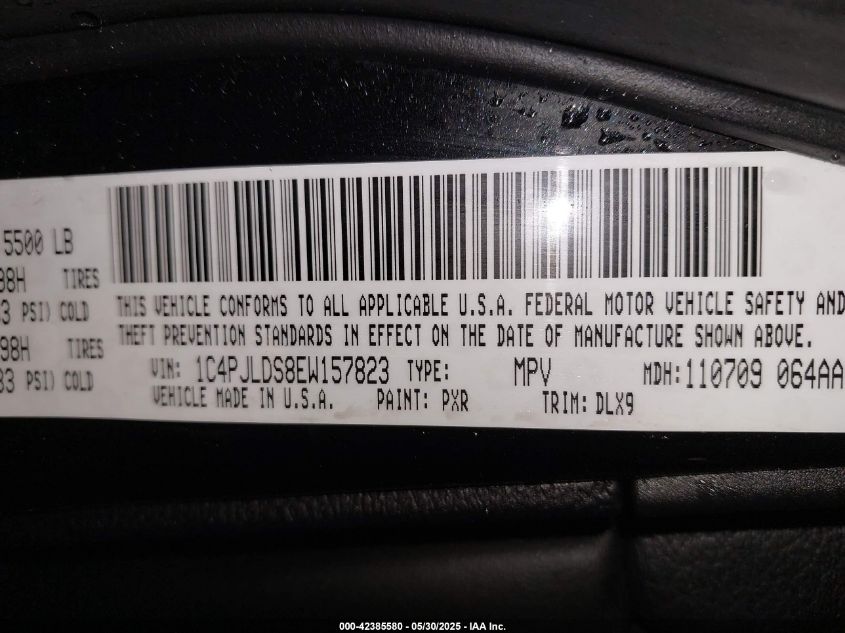 5500 LB
98H TIRES
PSI) COLD
98H TIRES
PSI) COLD
THIS VEHICLE CONFORMS TO ALL APPLICABLE U.S.A. FEDERAL MOTOR VEHICLE SAFETY AND
THEFT PREVENTION STANDARDS IN EFFECT ON THE DATE OF MANUFACTURE SHOWN ABOVE.
VIN: 1C4PJLDS8EW157823 TYPE: MPV MDH: 110709 064AA
VEHICLE MADE IN U.S.A. PAINT: PXR TRIM: DLX9
000-42385580 - 05/30/2025 - IAA Inc.